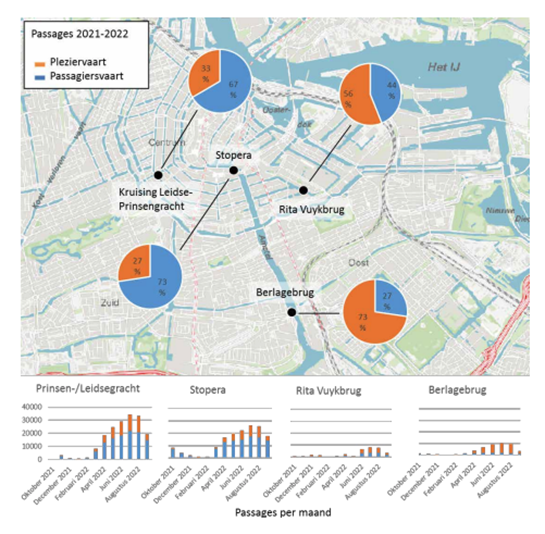 Passages 2021-2022
Pleziervaart
Passagiersvaart
33 %
67 %
56 %
44 %
Het IJ
Centrum
Stopera
Kruising Leidse-
Prinsengracht
Rita Vuykbrug
Nieuwe
Amstel
27 %
73 %
Zuid
Oost
Berlagebrug
27 %
73 %
Prinsen-/Leidsegracht
Stopera
Rita Vuykbrug
Berlagebrug
40000
30000
20000
10000
0
Oktober 2021
December 2021
Februari 2022
April 2022
Juni 2022
Augustus 2022
Oktober 2021
December 2021
Februari 2022
April 2022
Juni 2022
Augustus 2022
Oktober 2021
December 2021
Februari 2022
April 2022
Juni 2022
Augustus 2022
Oktober 2021
December 2021
Februari 2022
April 2022
Juni 2022
Augustus 2022
Passages per maand